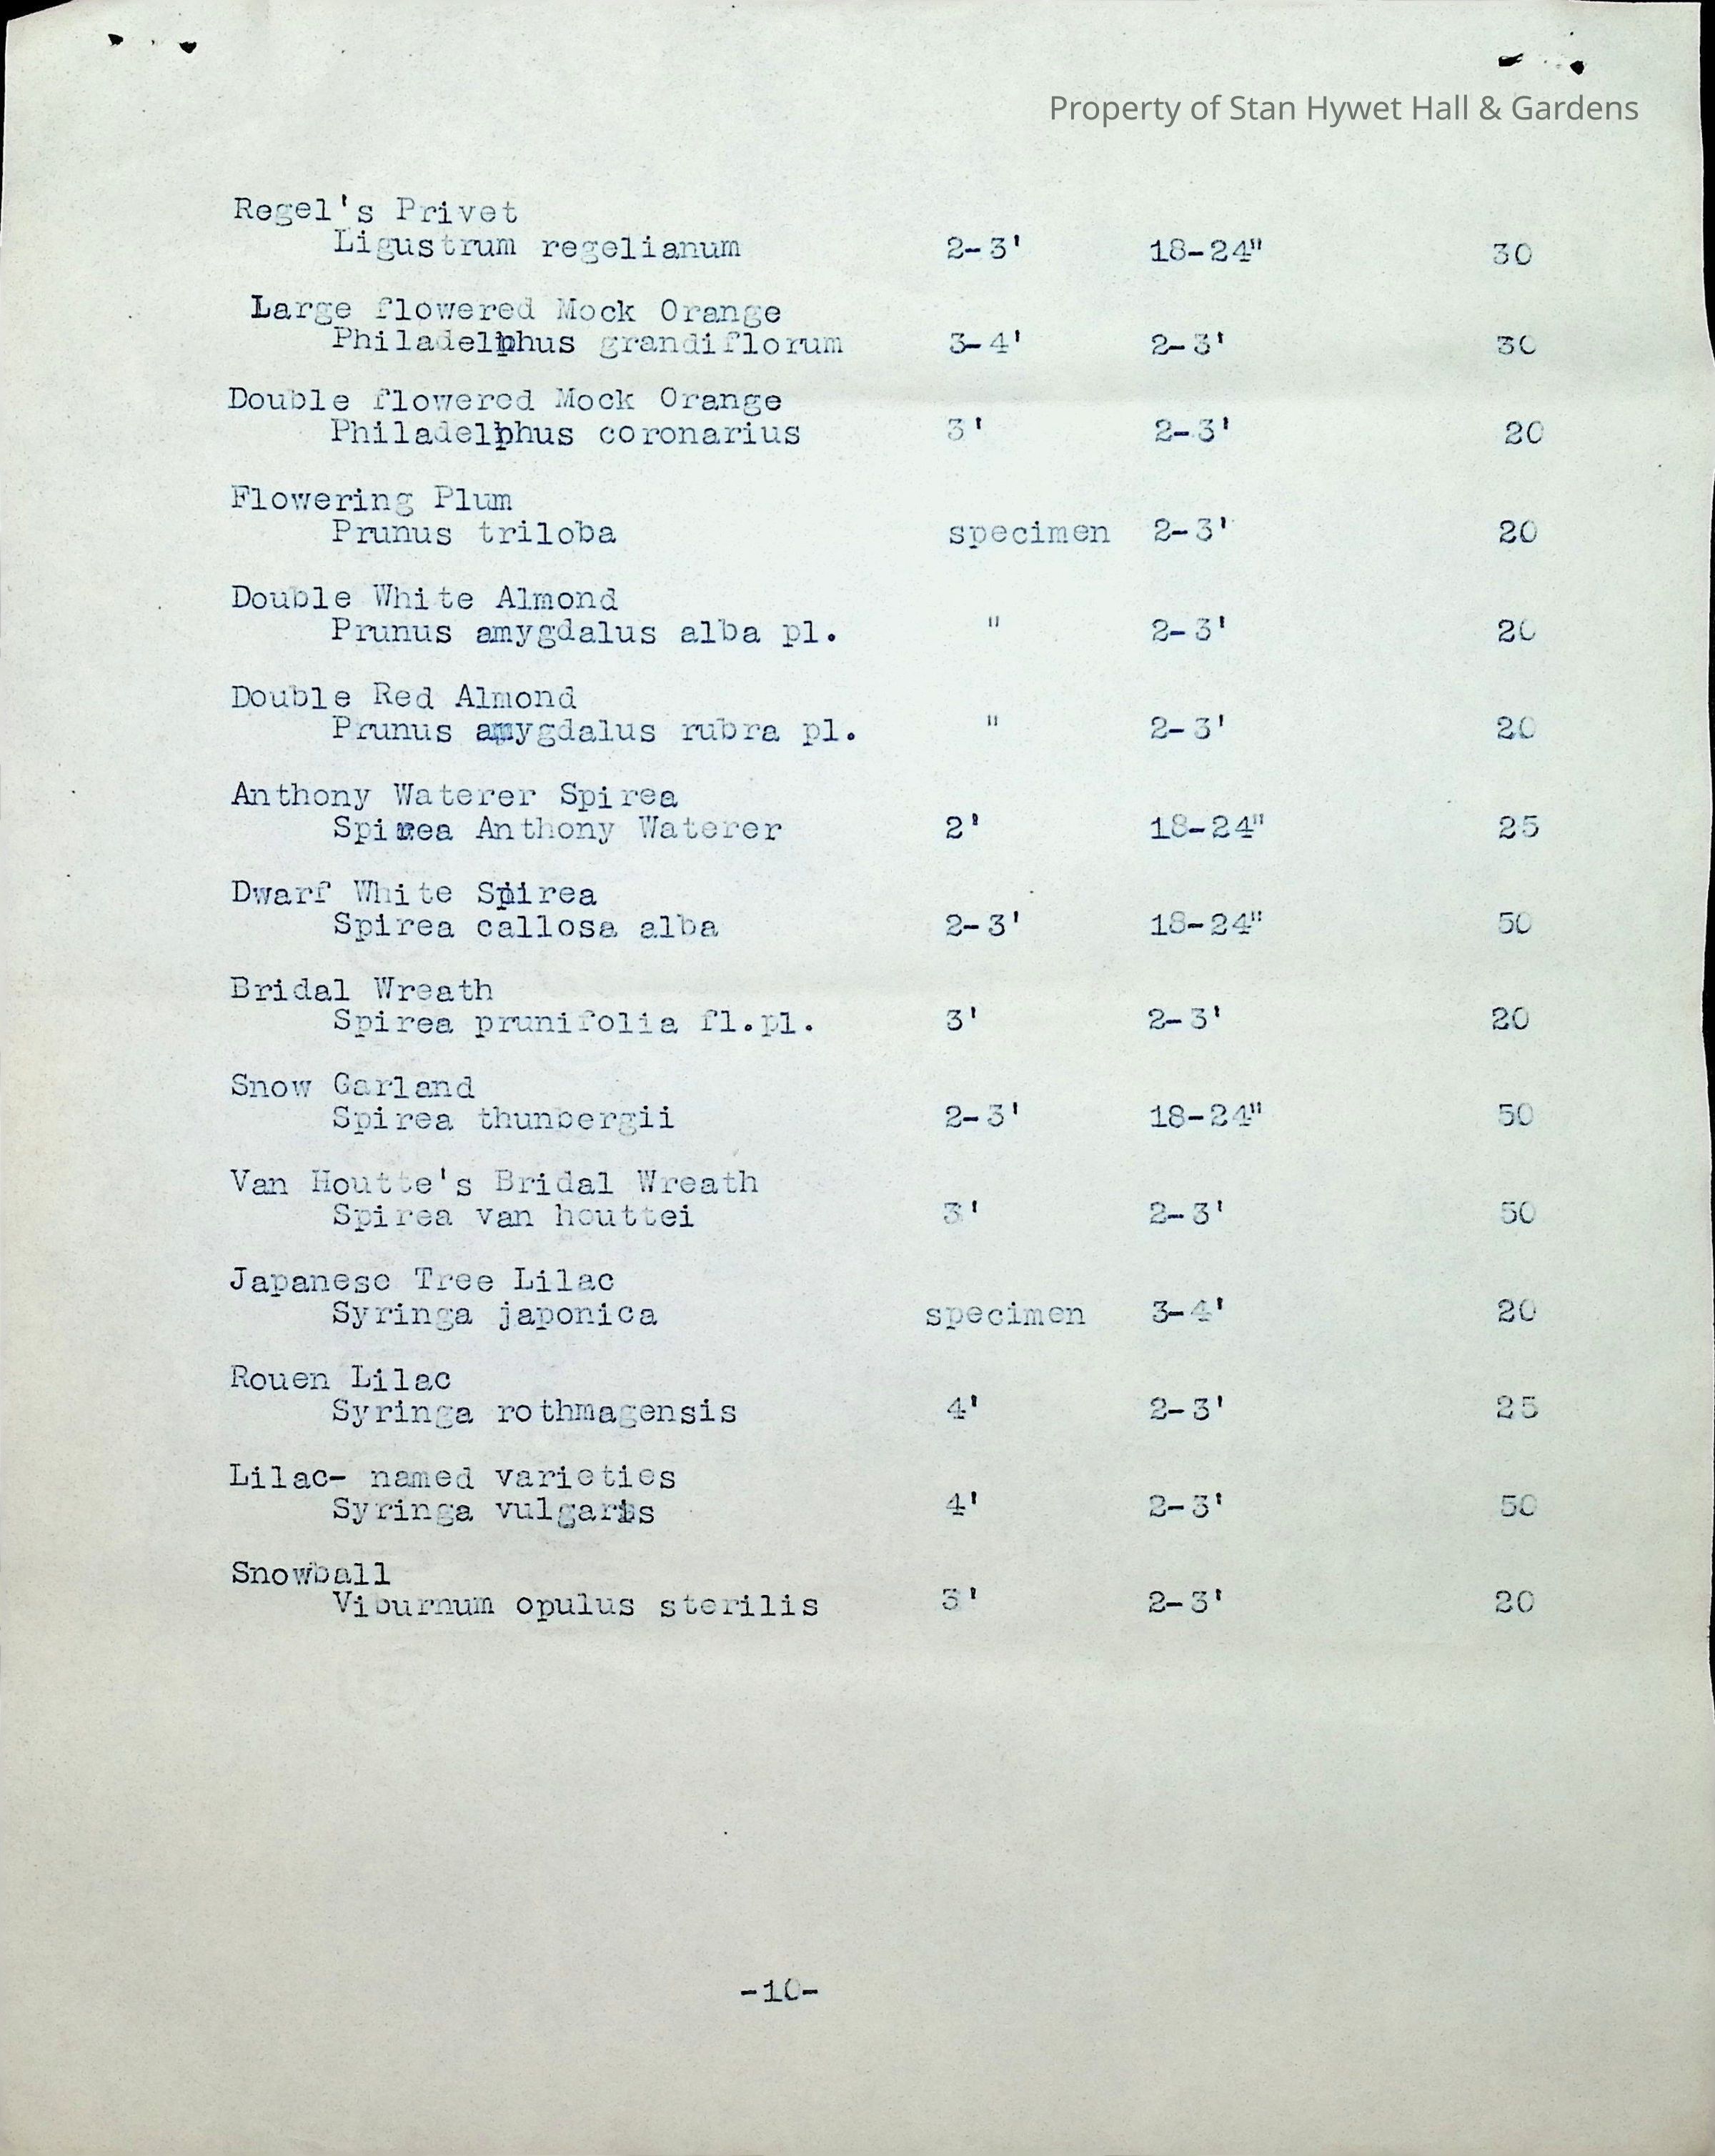 Property of Stan Hywet Hall & Gardens
Regel's Privet
Ligustrum regelianum 2-3' 18-24" 30
Large flowered Mock Orange
Philadelphus grandiflorum 3-4' 2-3' 30
Double flowered Mock Orange
Philadelphus coronarius 3' 2-3' 20
Flowering Plum
Prunus triloba specimen 2-3' 20
Double White Almond
Prunus amygdalus alba pl. " 2-3' 20
Double Red Almond
Prunus amygdalus rubra pl. " 2-3' 20
Anthony Waterer Spirea
Spirea Anthony Waterer 2' 18-24" 25
Dwarf White Spirea
Spirea callosa alba 2-3' 18-24" 50
Bridal Wreath
Spirea prunifolia fl.pl. 3' 2-3' 20
Snow Garland
Spirea thunbergii 2-3' 18-24" 50
Van Houtte's Bridal Wreath
Spirea van houttei 3' 2-3' 50
Japanese Tree Lilac
Syringa japonica specimen 3-4' 20
Rouen Lilac
Syringa rothmagensis 4' 2-3' 25
Lilac- named varieties
Syringa vulgaris 4' 2-3' 50
Snowball
Viburnum opulus sterilis 3' 2-3' 20
-10-